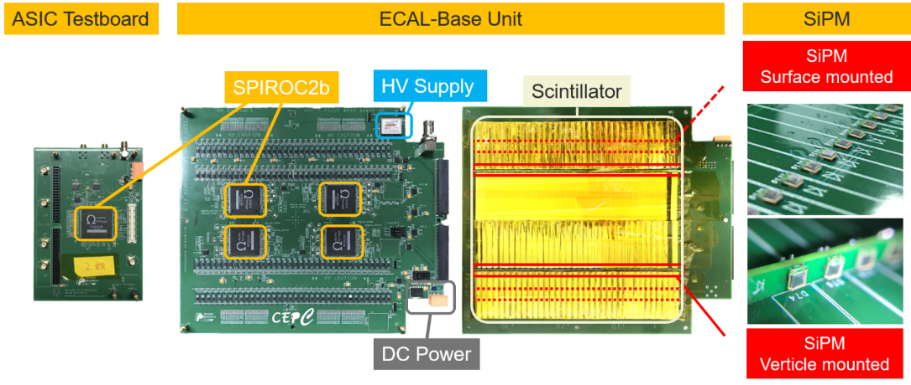 ASIC Testboard
ECAL-Base Unit
SiPM
SPIROC2b
HV Supply
Scintillator
SiPM
Surface mounted
CEPC
DC Power
D74
SiPM
Verticle mounted